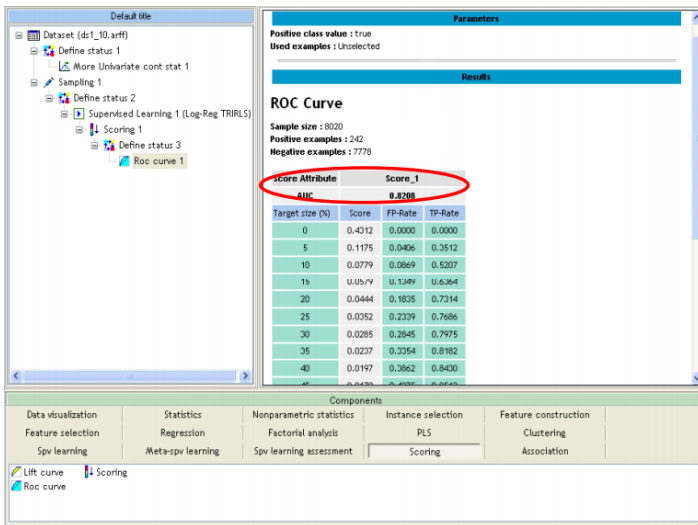 Default title
Dataset (ds1_10.arff)
Define status 1
More Univariate cont stat 1
Sampling 1
Define status 2
Supervised Learning 1 (Log-Reg TRIRLS)
Scoring 1
Define status 3
Roc curve 1
Parameters
Positive class value : true
Used examples : Unselected
Results
ROC Curve
Sample size : 8020
Positive examples : 242
Negative examples : 7778
Score Attribute Score_1
AUC 0.8208
Target size (%) Score FP-Rate TP-Rate
0 0.4312 0.0000 0.0000
5 0.1175 0.0406 0.3512
10 0.0779 0.0869 0.5207
15 0.0579 0.1349 0.6364
20 0.0444 0.1835 0.7314
25 0.0352 0.2339 0.7686
30 0.0285 0.2845 0.7975
35 0.0237 0.3354 0.8182
40 0.0197 0.3862 0.8430
Components
Data visualization Statistics Nonparametric statistics Instance selection Feature construction
Feature selection Regression Factorial analysis PLS Clustering
Spv learning Meta-spv learning Spv learning assessment Scoring Association
Lift curve Scoring
Roc curve